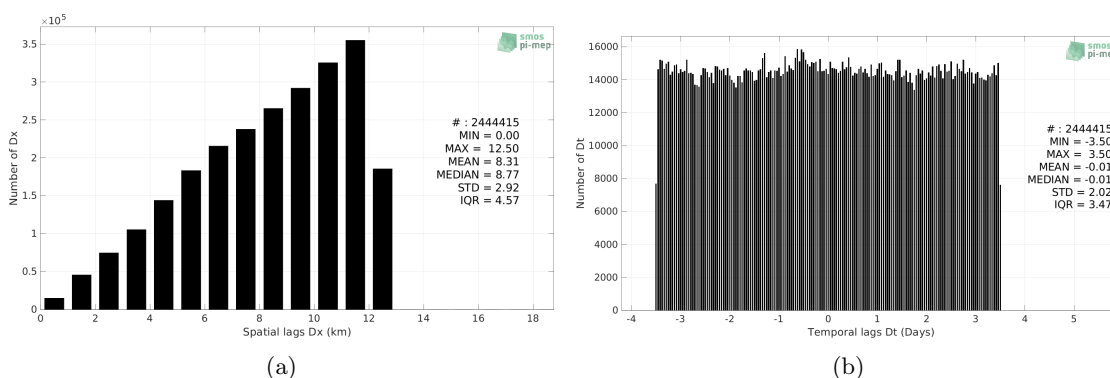 ×10⁵
3.5
3
2.5
2
1.5
1
0.5
0
Number of Dx
0 2 4 6 8 10 12 14 16 18
Spatial lags Dx (km)
smos
pi-mep
# : 2444415
MIN = 0.00
MAX = 12.50
MEAN = 8.31
MEDIAN = 8.77
STD = 2.92
IQR = 4.57
(a)
16000
14000
12000
10000
8000
6000
4000
2000
0
Number of Dt
-4 -3 -2 -1 0 1 2 3 4 5
Temporal lags Dt (Days)
smos
pi-me
# : 2444415
MIN = -3.50
MAX = 3.50
MEAN = -0.01
MEDIAN = -0.01
STD = 2.02
IQR = 3.47
(b)